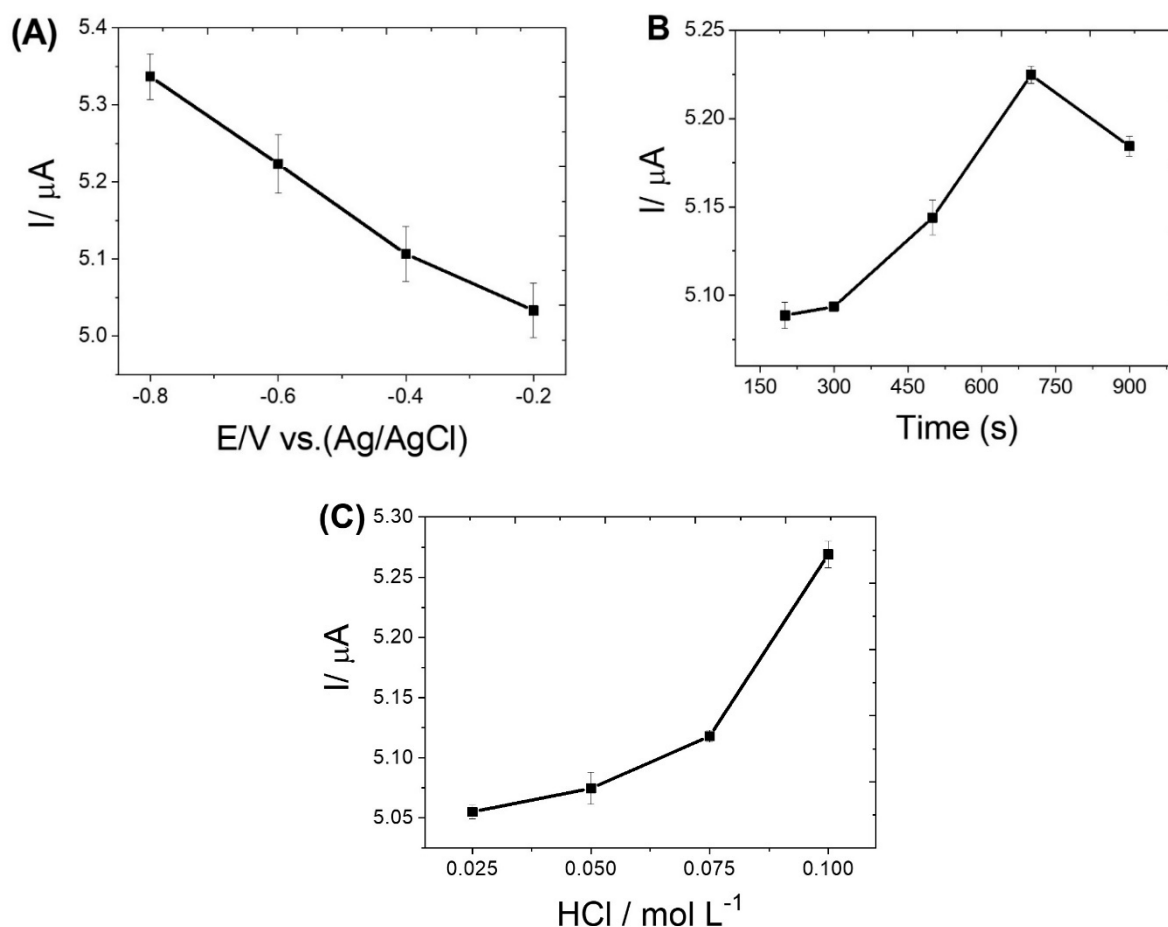 (A)
5.4
5.3
5.2
5.1
5.0
I/ μA
-0.8 -0.6 -0.4 -0.2
E/V vs.(Ag/AgCl)
B
5.25
5.20
5.15
5.10
I/ μA
150 300 450 600 750 900
Time (s)
(C)
5.30
5.25
5.20
5.15
5.10
5.05
I/ μA
0.025 0.050 0.075 0.100
HCl / mol L⁻¹